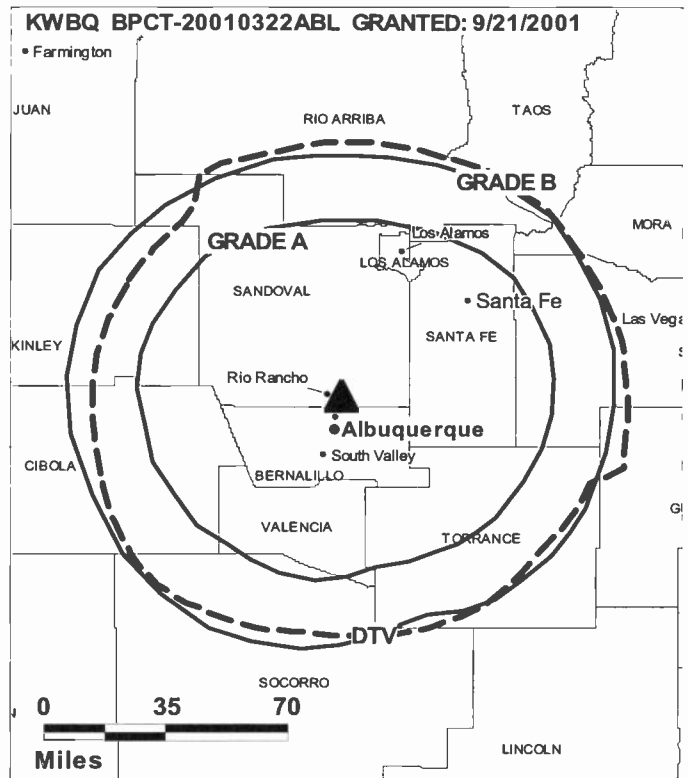 KWBQ BPCT-20010322ABL GRANTED: 9/21/2001
Farmington
JUAN
RIO ARRIBA
TAOS
GRADE B
MORA
GRADE A
Los Alamos
LOS ALAMOS
SANDOVAL
Santa Fe
Las Vega
SANTA FE
KINLEY
S
Rio Rancho
Albuquerque
South Valley
CIBOLA
BERNALILLO
VALENCIA
TORRANCE
DTV
SOCORRO
0 35 70
Miles
LINCOLN